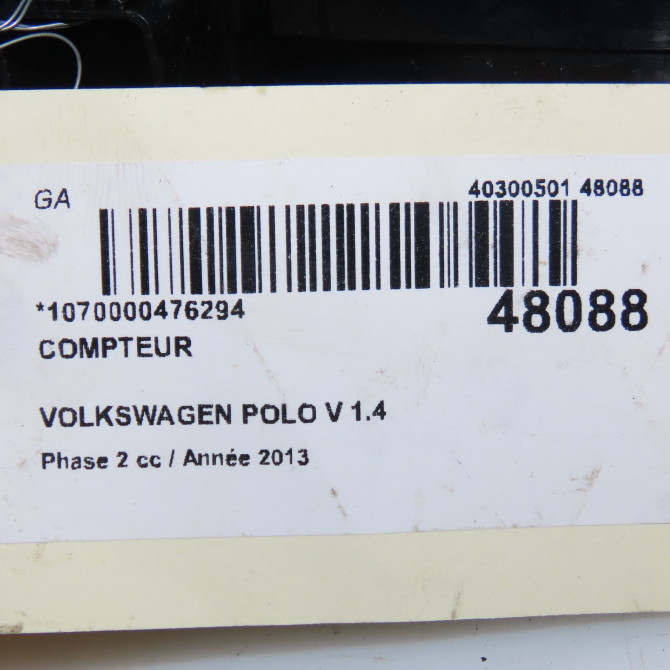 GA
40300501 48088
*1070000476294
48088
COMPTEUR
VOLKSWAGEN POLO V 1.4
Phase 2 cc / Année 2013